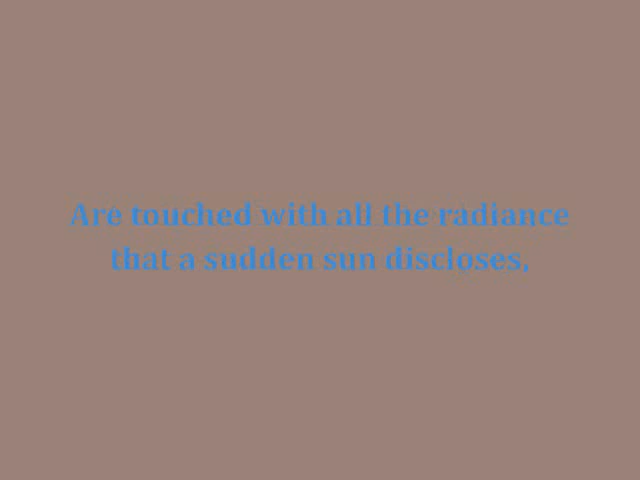 Are touched with all the radiance
that a sudden sun discloses,